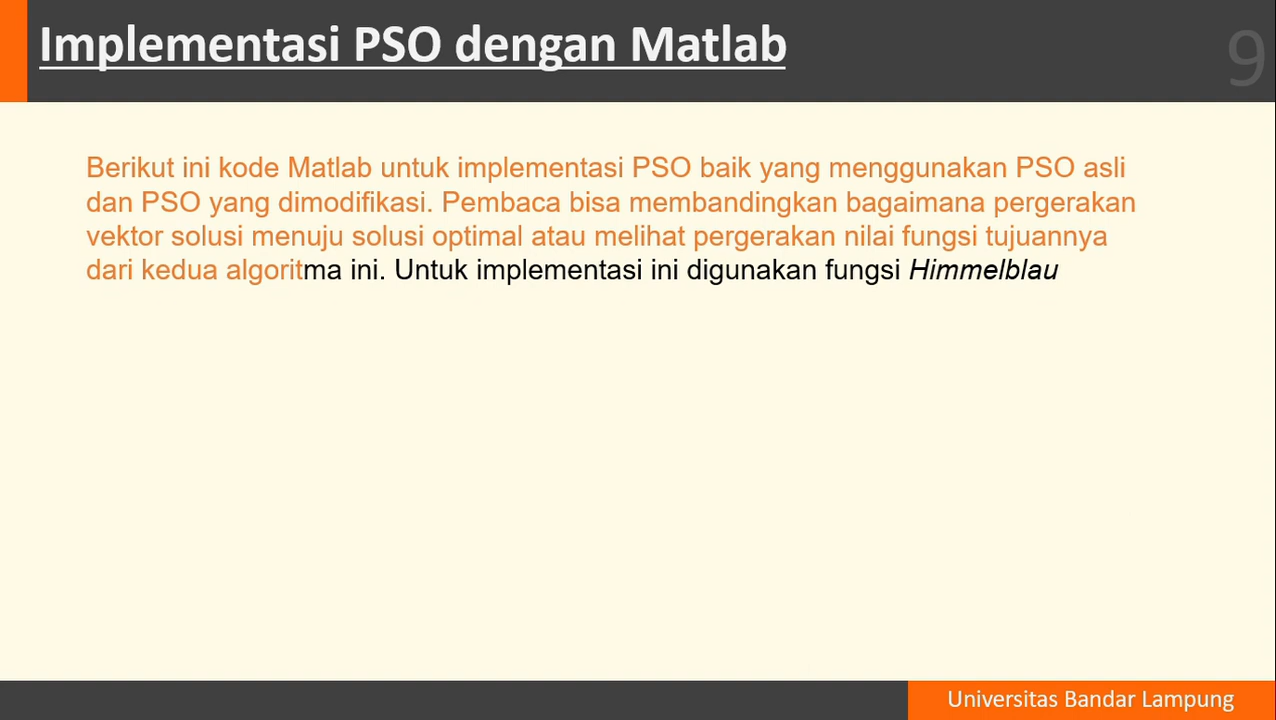 Implementasi PSO dengan Matlab
9
Berikut ini kode Matlab untuk implementasi PSO baik yang menggunakan PSO asli
dan PSO yang dimodifikasi. Pembaca bisa membandingkan bagaimana pergerakan
vektor solusi menuju solusi optimal atau melihat pergerakan nilai fungsi tujuannya
dari kedua algoritma ini. Untuk implementasi ini digunakan fungsi Himmelblau
Universitas Bandar Lampung